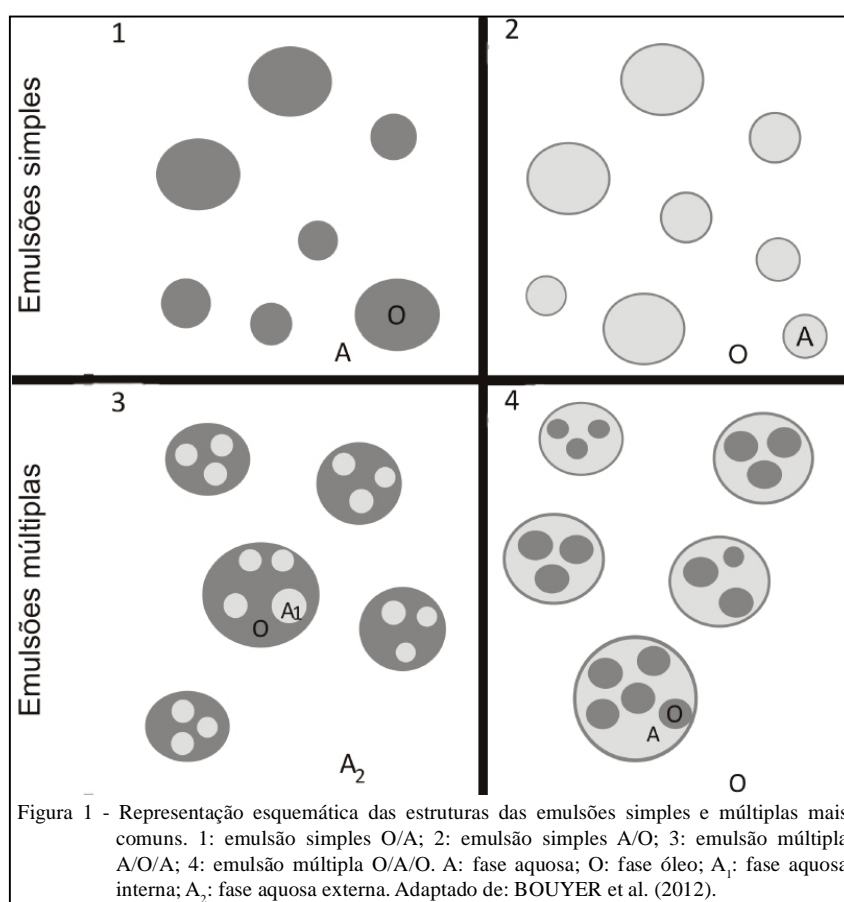 Emulsões simples
1
O
A
2
A
O
Emulsões múltiplas
3
A1
O
A2
4
O
A
O
Figura 1 - Representação esquemática das estruturas das emulsões simples e múltiplas mais
comuns. 1: emulsão simples O/A; 2: emulsão simples A/O; 3: emulsão múltipla
A/O/A; 4: emulsão múltipla O/A/O. A: fase aquosa; O: fase óleo; A1: fase aquosa
interna; A2: fase aquosa externa. Adaptado de: BOUYER et al. (2012).